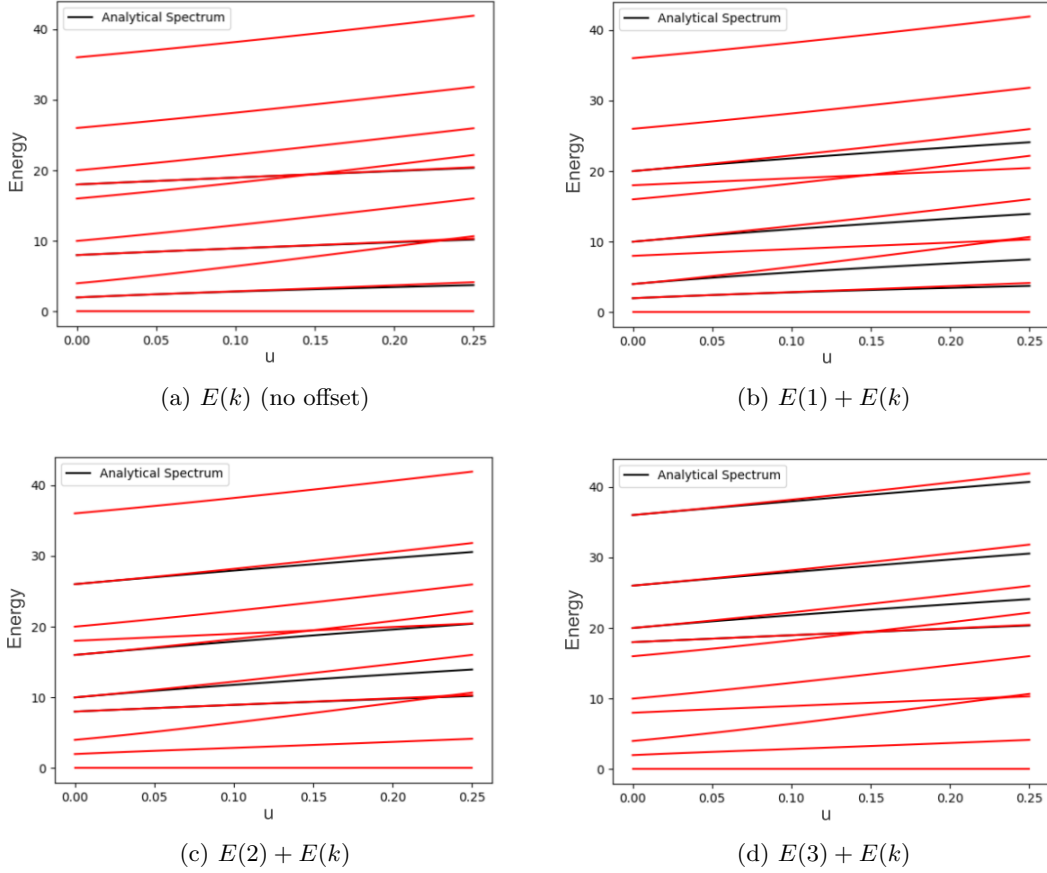 Analytical Spectrum
40
30
20
10
0
Energy
0.00 0.05 0.10 0.15 0.20 0.25
u
(a) E(k) (no offset)
Analytical Spectrum
40
30
20
10
0
Energy
0.00 0.05 0.10 0.15 0.20 0.25
u
(b) E(1) + E(k)
Analytical Spectrum
40
30
20
10
0
Energy
0.00 0.05 0.10 0.15 0.20 0.25
u
(c) E(2) + E(k)
Analytical Spectrum
40
30
20
10
0
Energy
0.00 0.05 0.10 0.15 0.20 0.25
u
(d) E(3) + E(k)